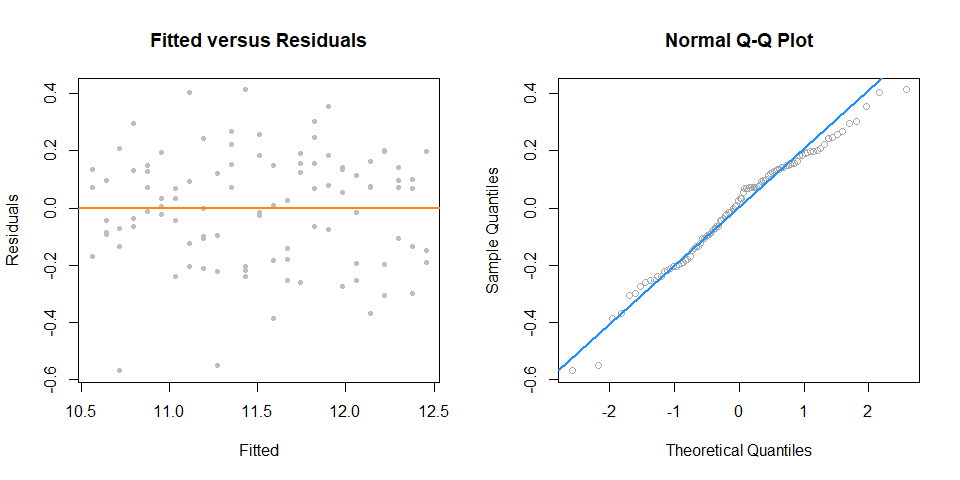 Fitted versus Residuals
Residuals
0.4
0.2
0.0
-0.2
-0.4
-0.6
10.5 11.0 11.5 12.0 12.5
Fitted
Normal Q-Q Plot
Sample Quantiles
0.4
0.2
0.0
-0.2
-0.4
-0.6
-2 -1 0 1 2
Theoretical Quantiles